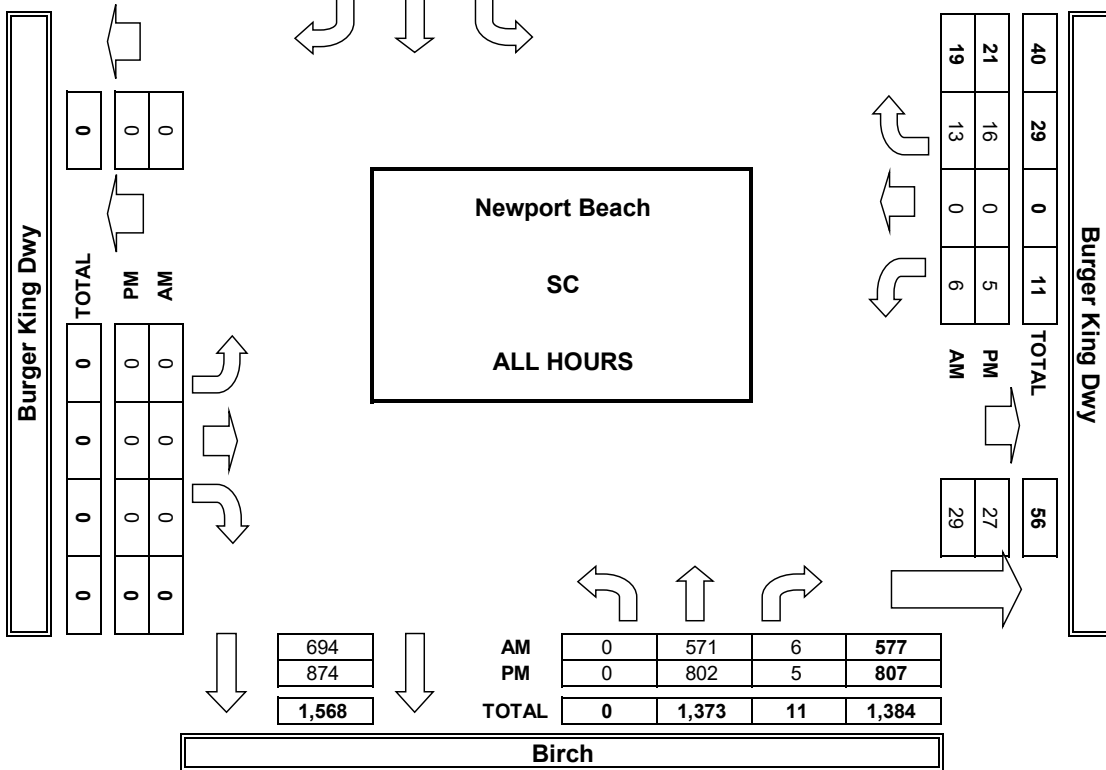 Burger King Dwy
TOTAL PM AM
0 0 0
0 0 0
0 0 0
0 0 0
0 0 0
Newport Beach
SC
ALL HOURS
19 21 40
13 16 29
0 0 0
6 5 11
AM PM TOTAL
29 27 56
Burger King Dwy
694
874
1,568
AM 0 571 6 577
PM 0 802 5 807
TOTAL 0 1,373 11 1,384
Birch